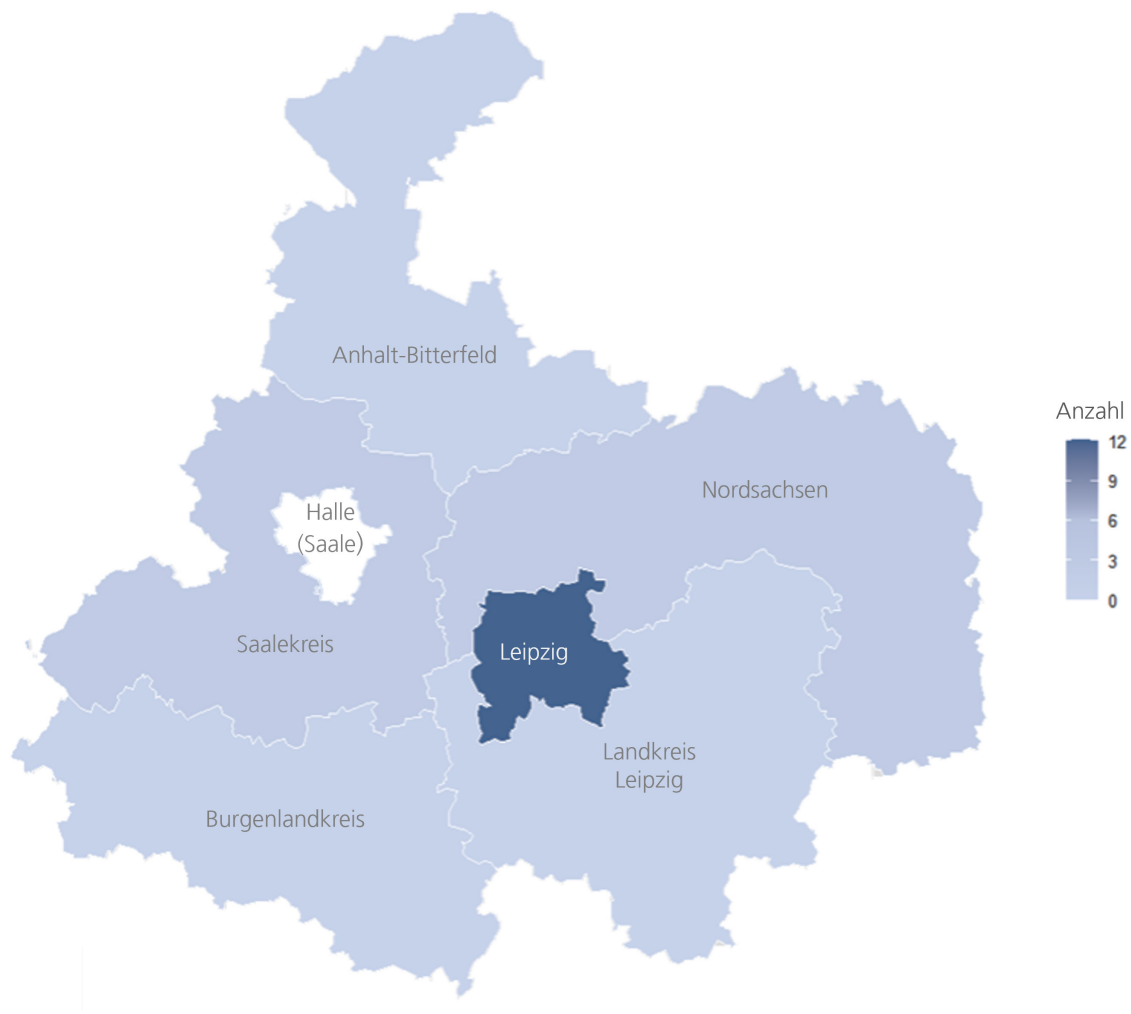 Anhalt-Bitterfeld
Anzahl
12
9
6
3
0
Nordsachsen
Halle
(Saale)
Saalekreis
Leipzig
Landkreis
Leipzig
Burgenlandkreis